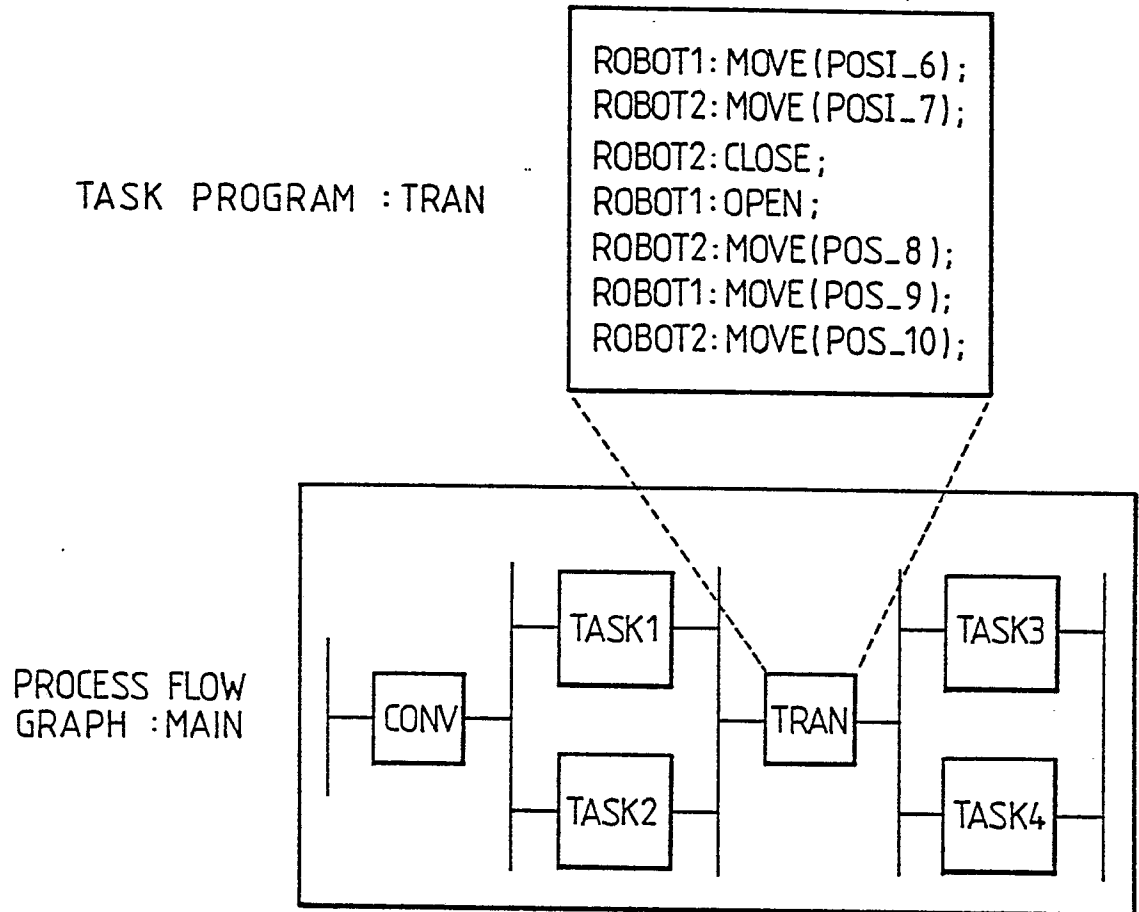 ROBOT1: MOVE(POSI_6);
ROBOT2: MOVE(POSI_7);
ROBOT2: CLOSE;
ROBOT1: OPEN;
ROBOT2: MOVE(POS_8);
ROBOT1: MOVE(POS_9);
ROBOT2: MOVE(POS_10);
TASK PROGRAM : TRAN
PROCESS FLOW
GRAPH : MAIN
CONV
TASK1
TASK2
TRAN
TASK3
TASK4